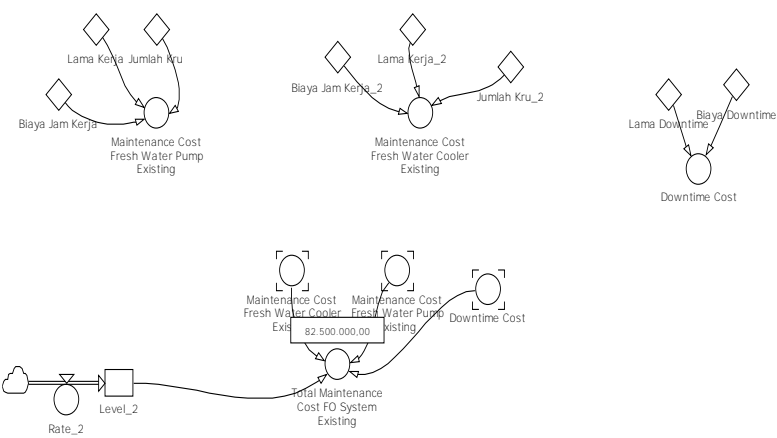 Lama Kerja
Jumlah Kru
Biaya Jam Kerja
Maintenance Cost
Fresh Water Pump
Existing
Lama Kerja_2
Biaya Jam Kerja_2
Jumlah Kru_2
Maintenance Cost
Fresh Water Cooler
Existing
Lama Downtime
Biaya Downtime
Downtime Cost
Maintenance Cost
Fresh Water Cooler
Maintenance Cost
Fresh Water Pump
Downtime Cost
82.500.000,00
Total Maintenance
Cost FO System
Existing
Level_2
Rate_2